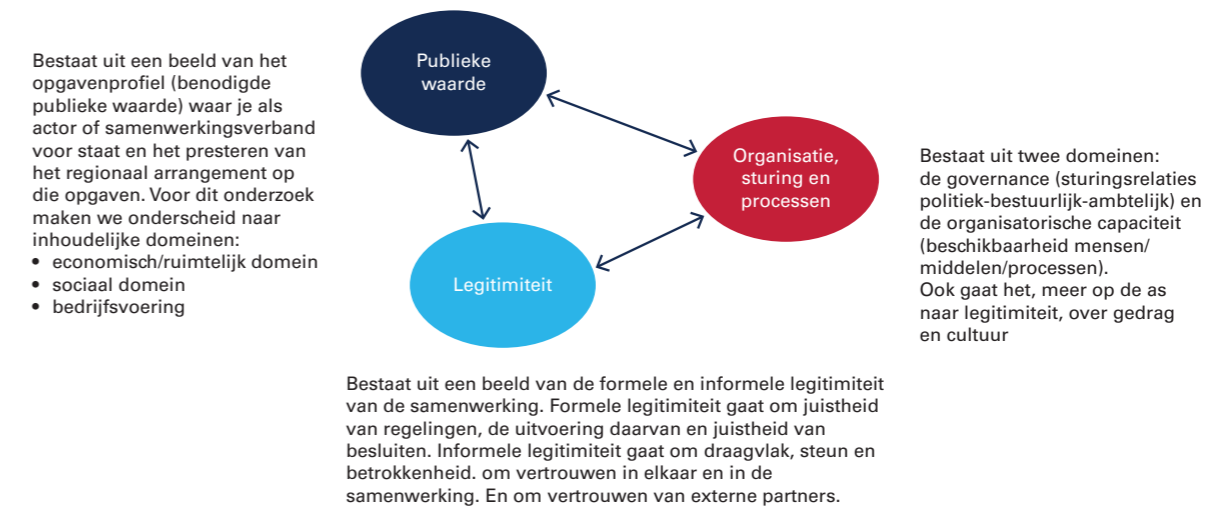 Bestaat uit een beeld van het
opgavenprofiel (benodigde
publieke waarde) waar je als
actor of samenwerkingsverband
voor staat en het presteren van
het regionaal arrangement op
die opgaven. Voor dit onderzoek
maken we onderscheid naar
inhoudelijke domeinen:
• economisch/ruimtelijk domein
• sociaal domein
• bedrijfsvoering
Publieke
waarde
Organisatie,
sturing en
processen
Legitimiteit
Bestaat uit twee domeinen:
de governance (sturingsrelaties
politiek-bestuurlijk-ambtelijk) en
de organisatorische capaciteit
(beschikbaarheid mensen/
middelen/processen).
Ook gaat het, meer op de as
naar legitimiteit, over gedrag
en cultuur
Bestaat uit een beeld van de formele en informele legitimiteit
van de samenwerking. Formele legitimiteit gaat om juistheid
van regelingen, de uitvoering daarvan en juistheid van
besluiten. Informele legitimiteit gaat om draagvlak, steun en
betrokkenheid. om vertrouwen in elkaar en in de
samenwerking. En om vertrouwen van externe partners.